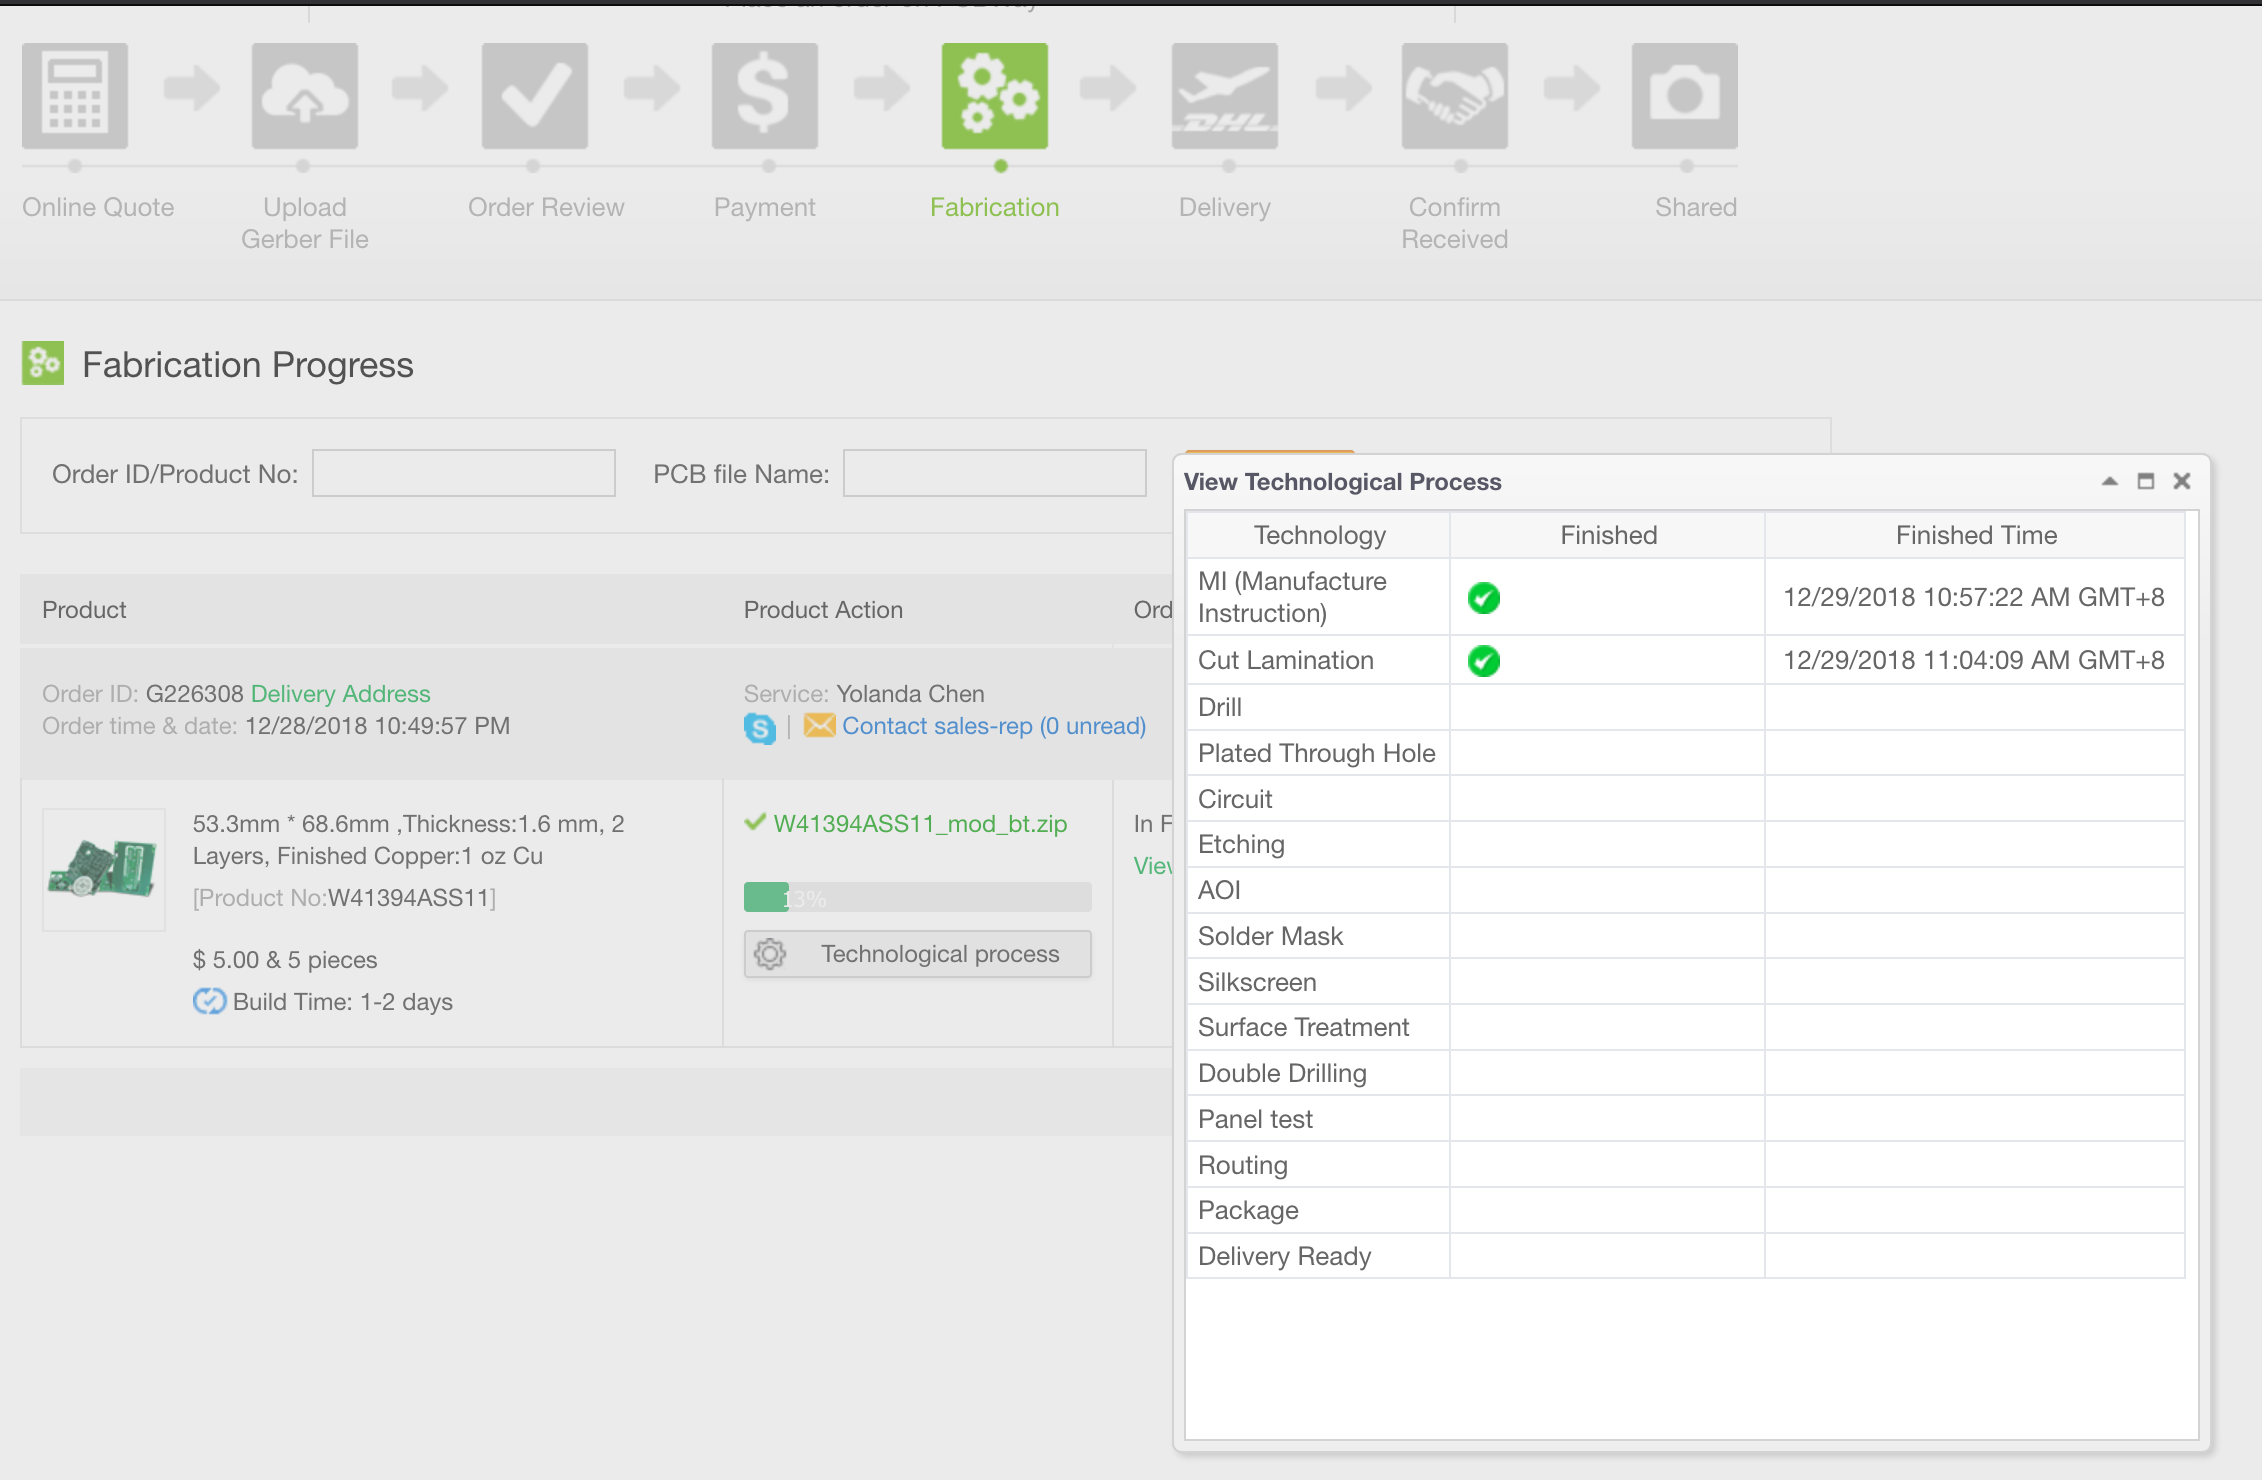 DHL
Online Quote
Upload
Gerber File
Order Review
Payment
Fabrication
Delivery
Confirm
Received
Shared
Fabrication Progress
Order ID/Product No:
PCB file Name:
Product
Product Action
Order ID: G226308 Delivery Address
Order time & date: 12/28/2018 10:49:57 PM
Service: Yolanda Chen
S | Contact sales-rep (0 unread)
53.3mm * 68.6mm ,Thickness:1.6 mm, 2
Layers, Finished Copper:1 oz Cu
[Product No:W41394ASS11]
$ 5.00 & 5 pieces
Build Time: 1-2 days
W41394ASS11_mod_bt.zip
13%
Technological process
In
View Technological Process
Technology Finished Finished Time
MI (Manufacture
Instruction) 12/29/2018 10:57:22 AM GMT+8
Cut Lamination 12/29/2018 11:04:09 AM GMT+8
Drill
Plated Through Hole
Circuit
Etching
AOI
Solder Mask
Silkscreen
Surface Treatment
Double Drilling
Panel test
Routing
Package
Delivery Ready